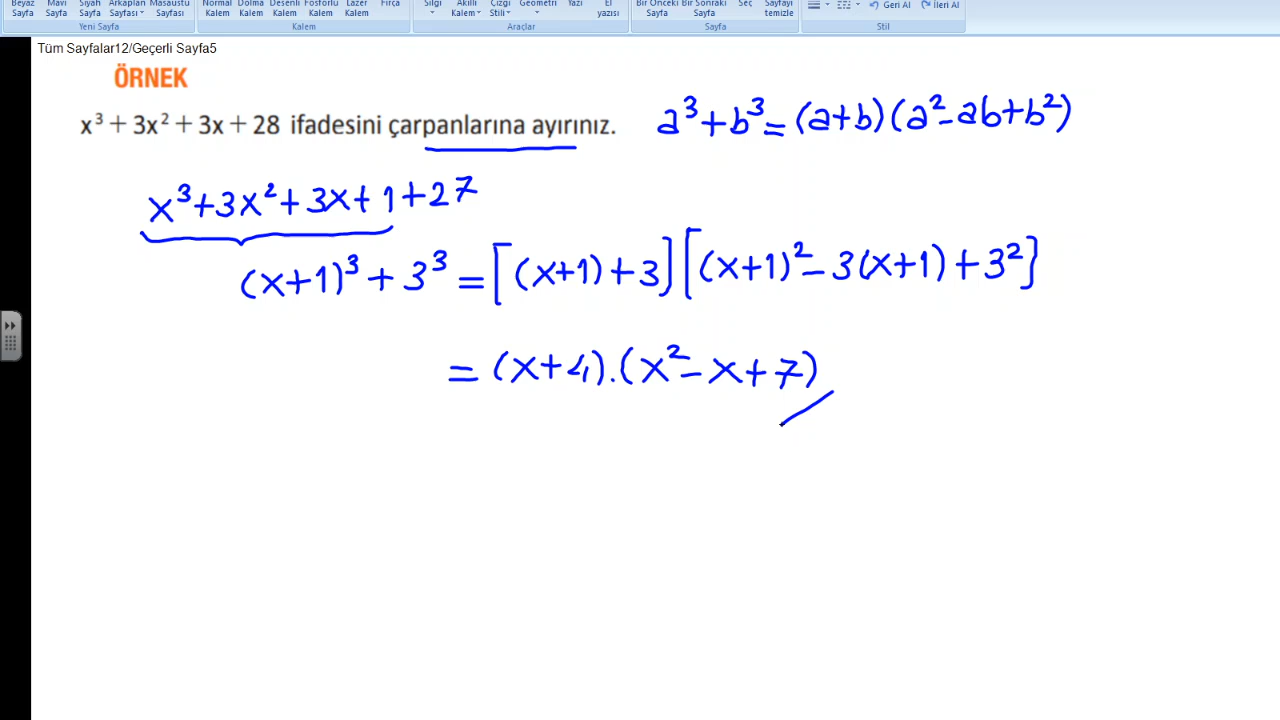 Beyaz Sayfa Mavi Sayfa Siyah Sayfa Arkaplan Sayfası Masaüstü Sayfası Normal Kalem Dolma Kalem Desenli Kalem Fosforlu Kalem Lazer Kalem Fırça Silgi Akıllı Kalem Çizgi Stili Geometri Yazı El yazısı Bir Önceki Sayfa Bir Sonraki Sayfa Seç Sayfayı temizle Geri Al İleri Al
Yeni Sayfa Kalem Araçlar Sayfa Stil
Tüm Sayfalar12/Geçerli Sayfa5
ÖRNEK
x³ + 3x² + 3x + 28 ifadesini çarpanlarına ayırınız.
a³+b³=(a+b)(a²-ab+b²)
x³+3x²+3x+1+27
(x+1)³+3³=[(x+1)+3][(x+1)²-3(x+1)+3²]
=(x+4).(x²-x+7)